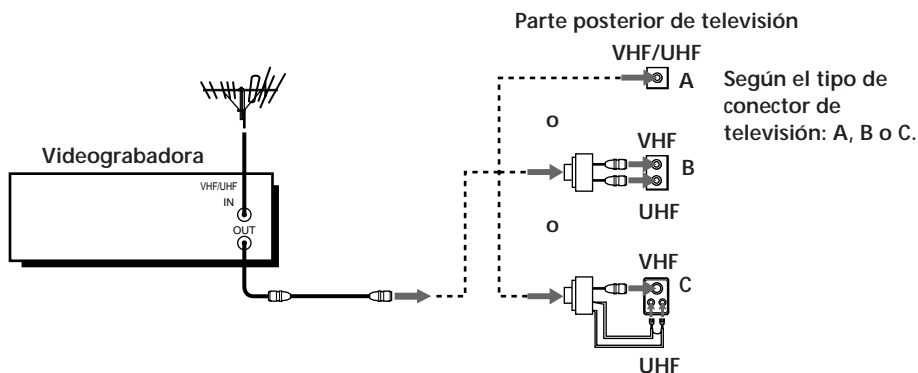 Parte posterior de televisión
VHF/UHF
A
Según el tipo de
conector de
televisión: A, B o C.
o
VHF
B
UHF
Videograbadora
VHF/UHF
IN
OUT
o
VHF
C
UHF